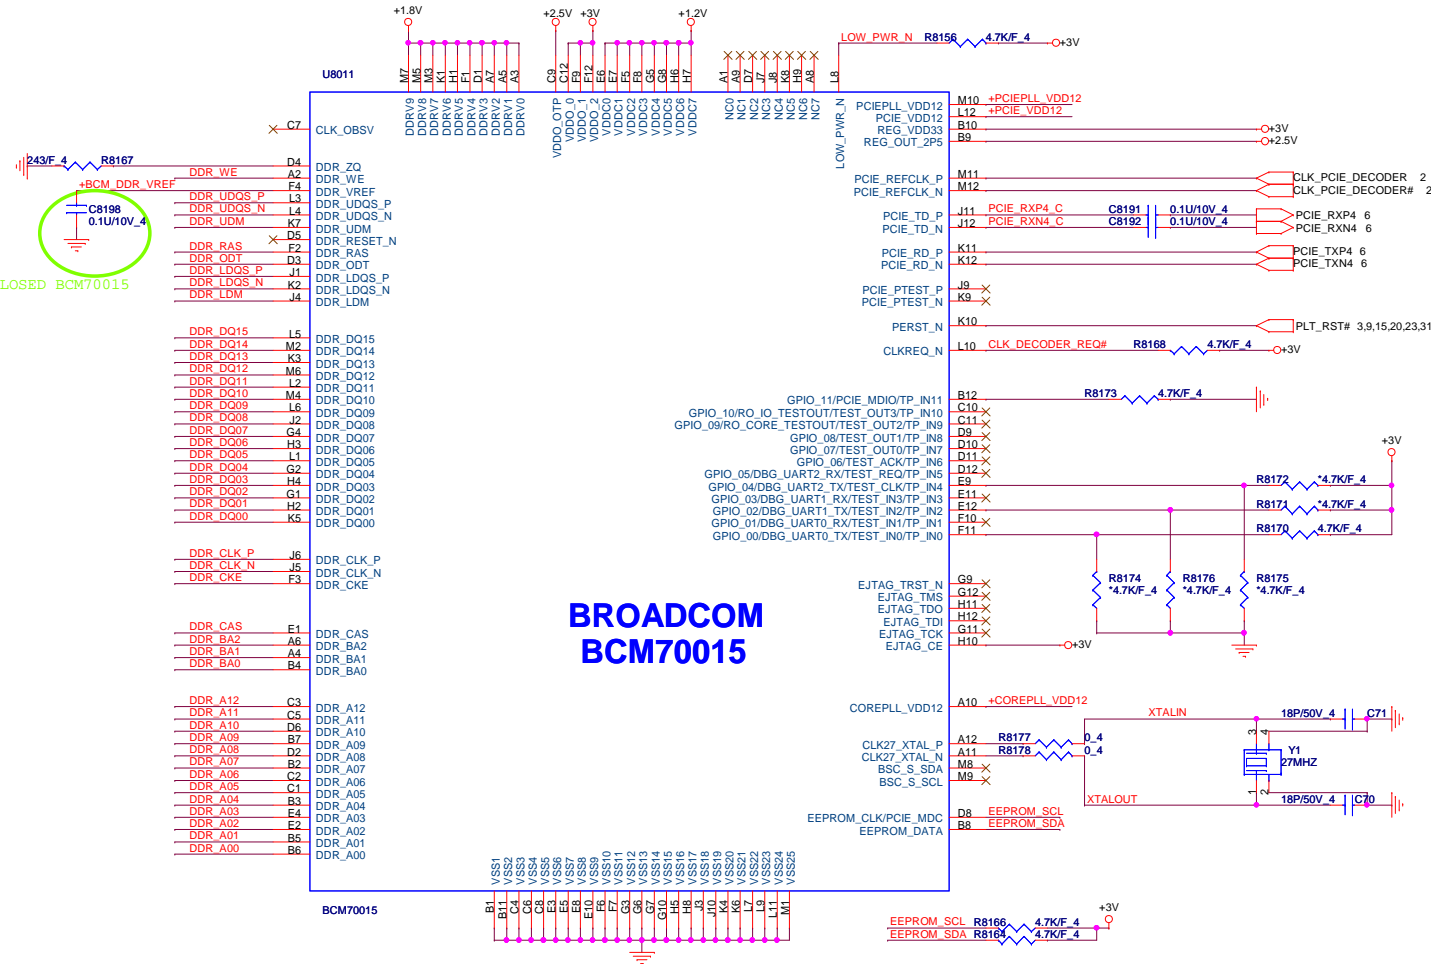 +1.8V
+2.5V +3V
+1.2V
LOW_PWR_N R8156 4.7K/F_4 +3V
U8011
M7 M5 M3 K1 H1 F1 D1 A7 A5 A3
C9 C12 F9 F12 E6 E7 F5 F8 G5 G8 H6 H7
A1 A9 D7 J7 J8 K8 H9 A8
L8
DDRV9 DDRV8 DDRV7 DDRV6 DDRV5 DDRV4 DDRV3 DDRV2 DDRV1 DDRV0
VDDO_OTP VDDO_0 VDDO_1 VDDO_2 VDDC0 VDDC1 VDDC2 VDDC3 VDDC4 VDDC5 VDDC6 VDDC7
NC0 NC1 NC2 NC3 NC4 NC5 NC6 NC7
LOW_PWR_N
C7 CLK_OBSV
243/F_4 R8167 D4 DDR_ZQ
DDR_WE A2 DDR_WE
+BCM_DDR_VREF F4 DDR_VREF
DDR_UDQS_P L3 DDR_UDQS_P
DDR_UDQS_N L4 DDR_UDQS_N
DDR_UDM K7 DDR_UDM
D5 DDR_RESET_N
C8198
0.1U/10V_4
DDR_RAS F2 DDR_RAS
DDR_ODT D3 DDR_ODT
DDR_LDQS_P J1 DDR_LDQS_P
DDR_LDQS_N K2 DDR_LDQS_N
DDR_LDM J4 DDR_LDM
LOSED BCM70015
DDR_DQ15 L5 DDR_DQ15
DDR_DQ14 M2 DDR_DQ14
DDR_DQ13 K3 DDR_DQ13
DDR_DQ12 M6 DDR_DQ12
DDR_DQ11 L2 DDR_DQ11
DDR_DQ10 M4 DDR_DQ10
DDR_DQ09 L6 DDR_DQ09
DDR_DQ08 J2 DDR_DQ08
DDR_DQ07 G4 DDR_DQ07
DDR_DQ06 H3 DDR_DQ06
DDR_DQ05 L1 DDR_DQ05
DDR_DQ04 G2 DDR_DQ04
DDR_DQ03 H4 DDR_DQ03
DDR_DQ02 G1 DDR_DQ02
DDR_DQ01 H2 DDR_DQ01
DDR_DQ00 K5 DDR_DQ00
DDR_CLK_P J6 DDR_CLK_P
DDR_CLK_N J5 DDR_CLK_N
DDR_CKE F3 DDR_CKE
DDR_CAS E1 DDR_CAS
DDR_BA2 A6 DDR_BA2
DDR_BA1 A4 DDR_BA1
DDR_BA0 B4 DDR_BA0
DDR_A12 C3 DDR_A12
DDR_A11 C5 DDR_A11
DDR_A10 D6 DDR_A10
DDR_A09 B7 DDR_A09
DDR_A08 D2 DDR_A08
DDR_A07 B2 DDR_A07
DDR_A06 C2 DDR_A06
DDR_A05 C1 DDR_A05
DDR_A04 B3 DDR_A04
DDR_A03 E4 DDR_A03
DDR_A02 E2 DDR_A02
DDR_A01 B5 DDR_A01
DDR_A00 B6 DDR_A00
BROADCOM
BCM70015
PCIEPLL_VDD12 M10 +PCIEPLL_VDD12
PCIE_VDD12 L12 +PCIE_VDD12
REG_VDD33 B10 +3V
REG_OUT_2P5 B9 +2.5V
PCIE_REFCLK_P M11 CLK_PCIE_DECODER 2
PCIE_REFCLK_N M12 CLK_PCIE_DECODER# 2
PCIE_TD_P J11 PCIE_RXP4_C C8191 0.1U/10V_4 PCIE_RXP4 6
PCIE_TD_N J12 PCIE_RXN4_C C8192 0.1U/10V_4 PCIE_RXN4 6
PCIE_RD_P K11 PCIE_TXP4 6
PCIE_RD_N K12 PCIE_TXN4 6
PCIE_PTEST_P J9
PCIE_PTEST_N K9
PERST_N K10 PLT_RST# 3,9,15,20,23,31
CLKREQ_N L10 CLK_DECODER_REQ# R8168 4.7K/F_4 +3V
GPIO_11/PCIE_MDIO/TP_IN11 B12 R8173 4.7K/F_4
GPIO_10/RO_IO_TESTOUT/TEST_OUT3/TP_IN10 C10
GPIO_09/RO_CORE_TESTOUT/TEST_OUT2/TP_IN9 C11
GPIO_08/TEST_OUT1/TP_IN8 D9
GPIO_07/TEST_OUT0/TP_IN7 D10
GPIO_06/TEST_ACK/TP_IN6 D11
GPIO_05/DBG_UART2_RX/TEST_REQ/TP_IN5 D12
GPIO_04/DBG_UART2_TX/TEST_CLK/TP_IN4 E9
GPIO_03/DBG_UART1_RX/TEST_IN3/TP_IN3 E11
GPIO_02/DBG_UART1_TX/TEST_IN2/TP_IN2 E12
GPIO_01/DBG_UART0_RX/TEST_IN1/TP_IN1 F10
GPIO_00/DBG_UART0_TX/TEST_IN0/TP_IN0 F11
+3V
R8172 *4.7K/F_4
R8171 *4.7K/F_4
R8170 4.7K/F_4
R8174 *4.7K/F_4
R8176 *4.7K/F_4
R8175 *4.7K/F_4
EJTAG_TRST_N G9
EJTAG_TMS G12
EJTAG_TDO H11
EJTAG_TDI H12
EJTAG_TCK G11
EJTAG_CE H10 +3V
COREPLL_VDD12 A10 +COREPLL_VDD12
CLK27_XTAL_P A12 R8177 0_4
CLK27_XTAL_N A11 R8178 0_4
BSC_S_SDA M8
BSC_S_SCL M9
XTALIN 18P/50V_4 C71
3 4
Y1
27MHZ
1 2
XTALOUT 18P/50V_4 C70
EEPROM_CLK/PCIE_MDC D8 EEPROM_SCL
EEPROM_DATA B8 EEPROM_SDA
VSS1 VSS2 VSS3 VSS4 VSS5 VSS6 VSS7 VSS8 VSS9 VSS10 VSS11 VSS12 VSS13 VSS14 VSS15 VSS16 VSS17 VSS18 VSS19 VSS20 VSS21 VSS22 VSS23 VSS24 VSS25
BCM70015
B1 B11 C4 C6 C8 E3 E5 E8 E10 F6 F7 G3 G6 G7 G10 H5 H8 J3 J10 K4 K6 L7 L9 L11 M1
+3V
EEPROM_SCL R8166 4.7K/F_4
EEPROM_SDA R8164 4.7K/F_4